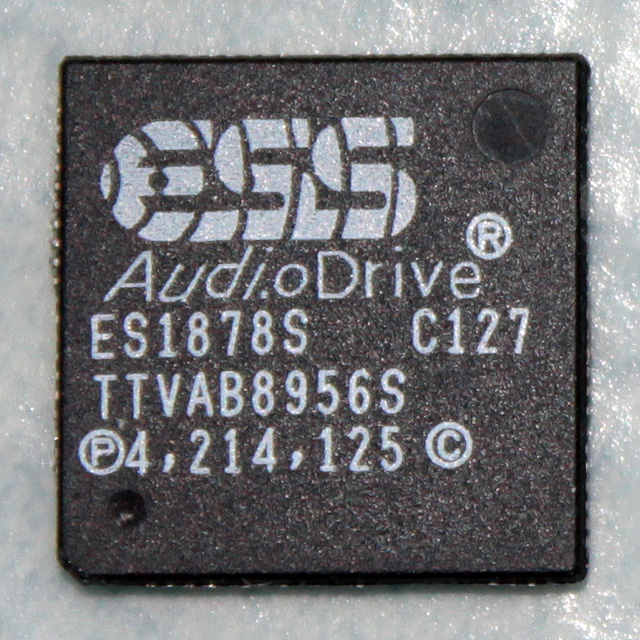 ESS
AudioDrive®
ES1878S C127
TTVAB8956S
Ⓟ4,214,125 ©